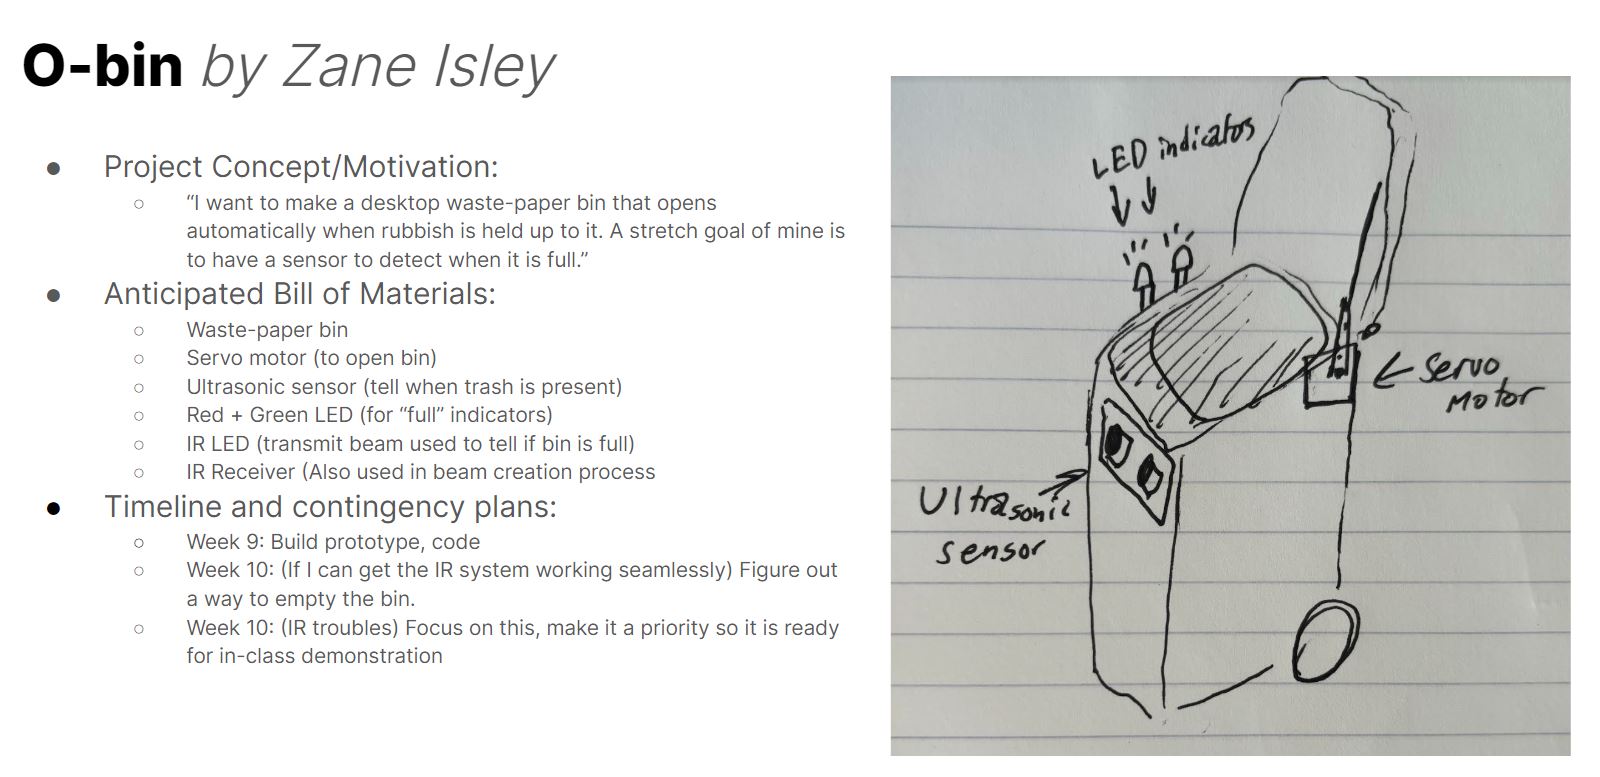 O-bin by Zane Isley
● Project Concept/Motivation:
○ “I want to make a desktop waste-paper bin that opens
automatically when rubbish is held up to it. A stretch goal of mine is
to have a sensor to detect when it is full.”
● Anticipated Bill of Materials:
○ Waste-paper bin
○ Servo motor (to open bin)
○ Ultrasonic sensor (tell when trash is present)
○ Red + Green LED (for “full” indicators)
○ IR LED (transmit beam used to tell if bin is full)
○ IR Receiver (Also used in beam creation process
● Timeline and contingency plans:
○ Week 9: Build prototype, code
○ Week 10: (If I can get the IR system working seamlessly) Figure out
a way to empty the bin.
○ Week 10: (IR troubles) Focus on this, make it a priority so it is ready
for in-class demonstration
LED indicatos
Servo
Motor
Ultrasonic
sensor